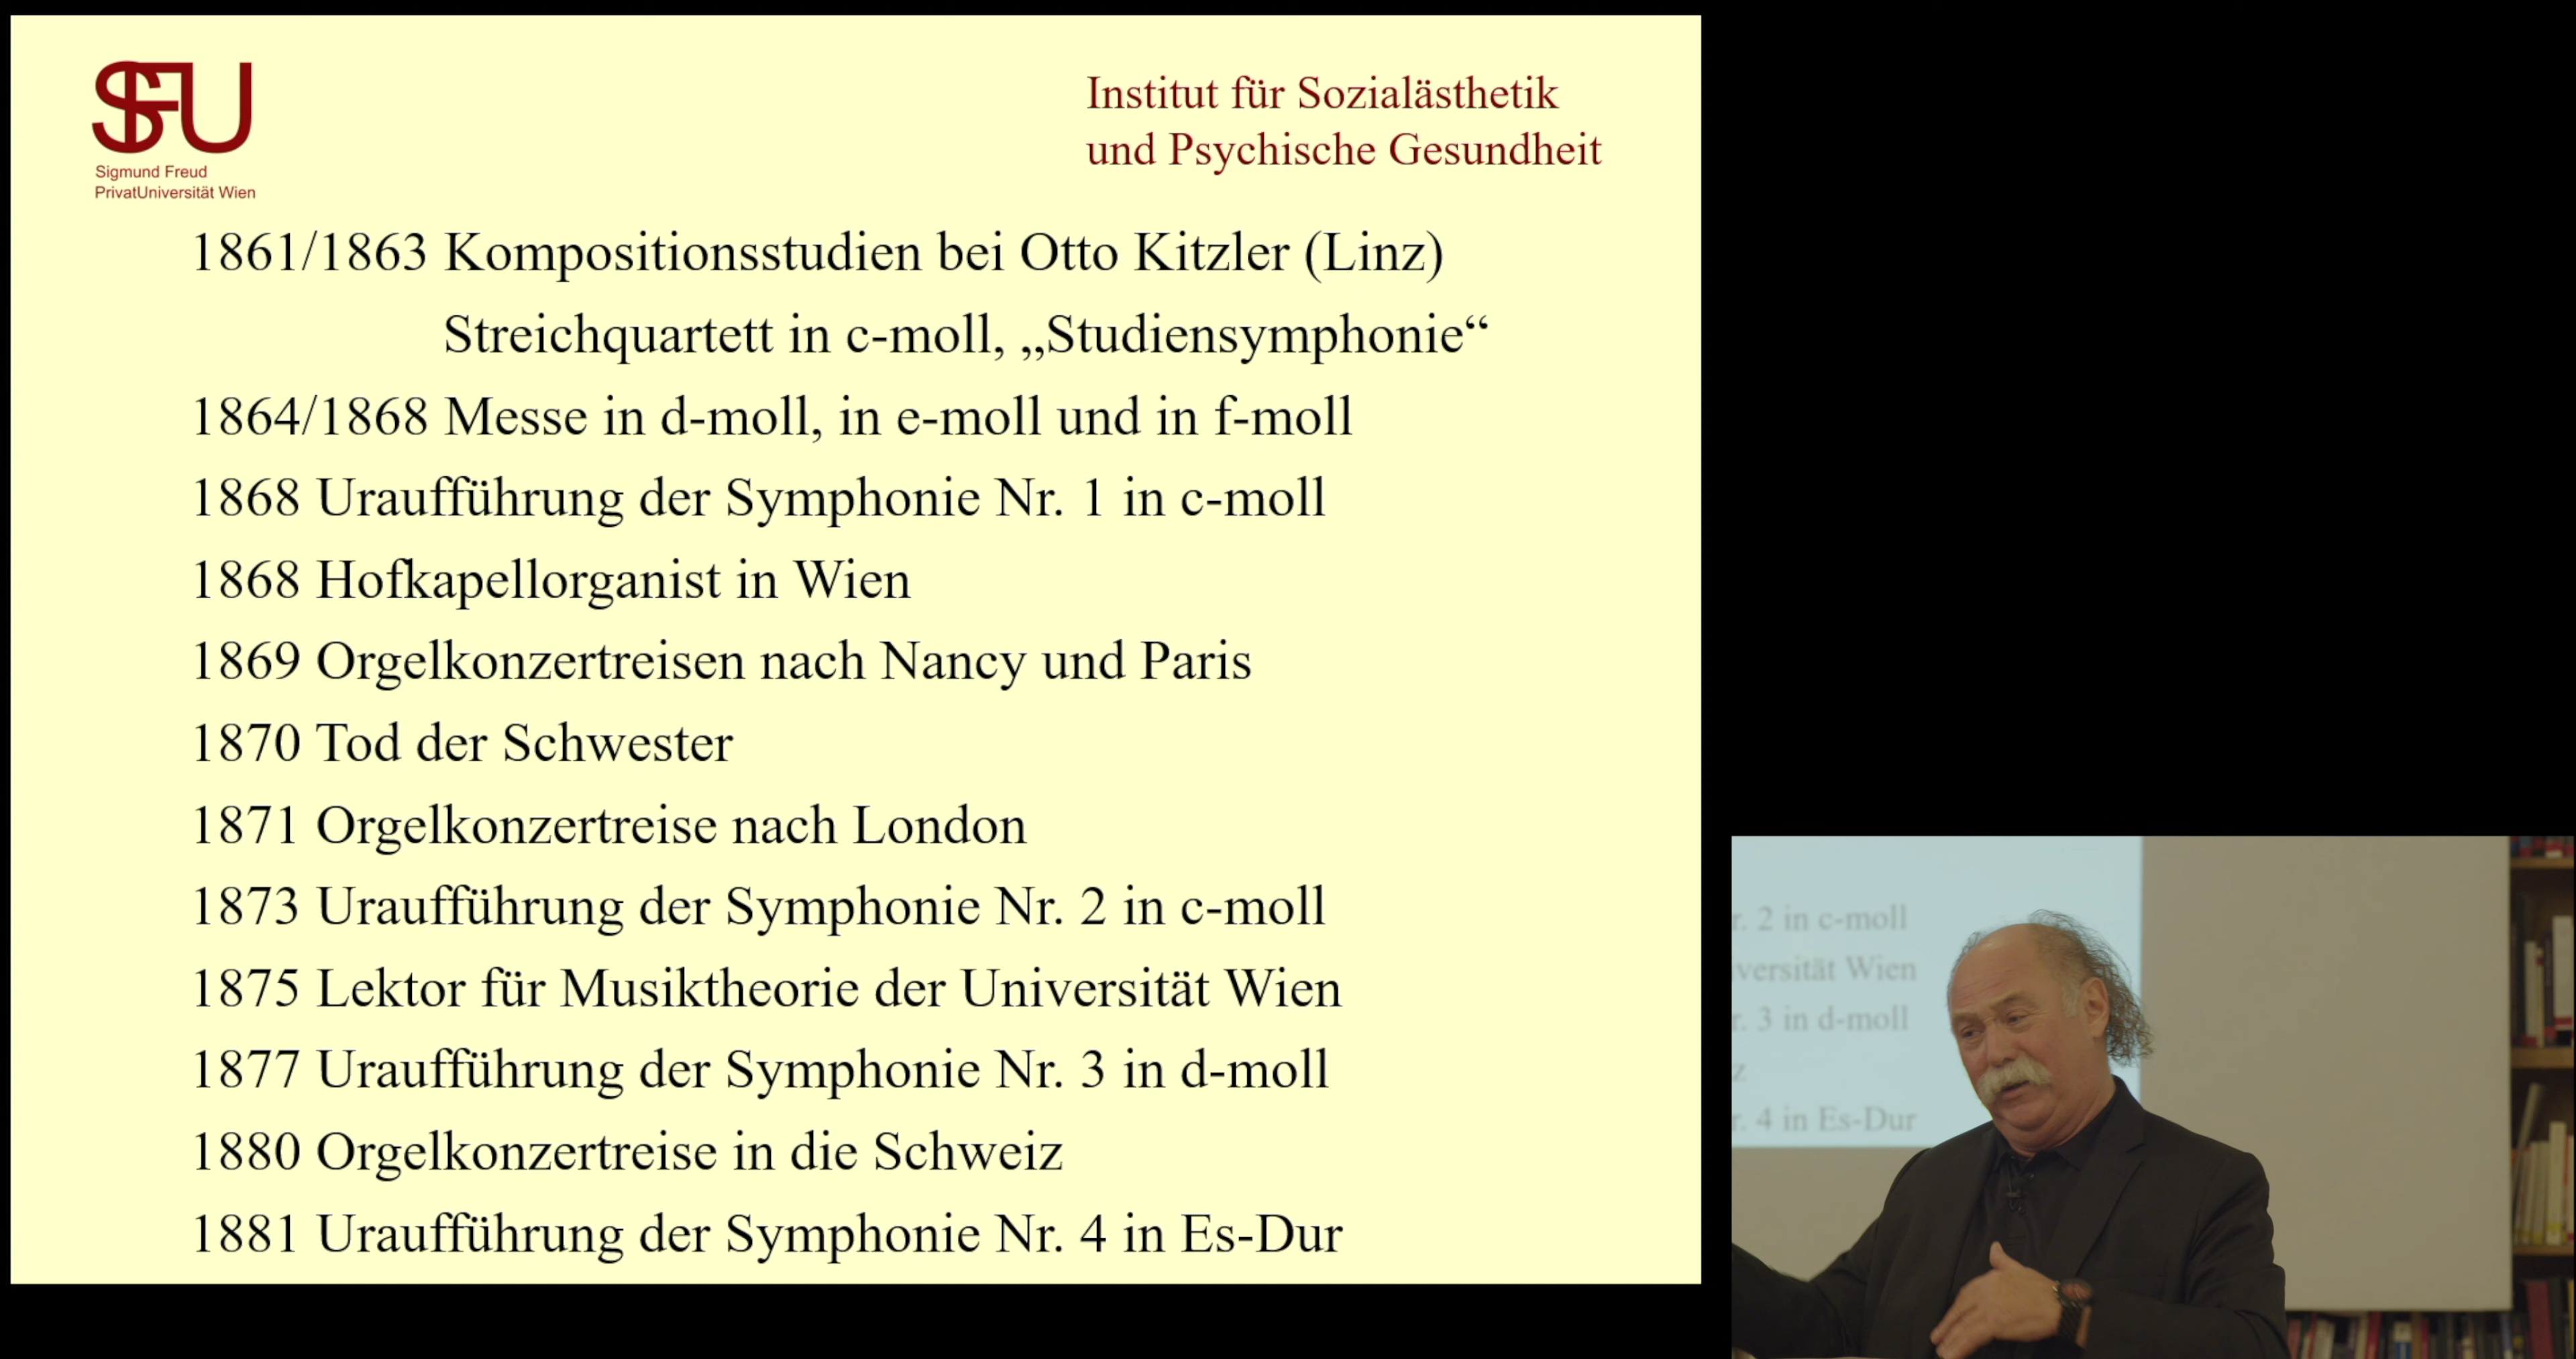 SFU
Sigmund Freud
PrivatUniversität Wien
Institut für Sozialästhetik
und Psychische Gesundheit
1861/1863 Kompositionsstudien bei Otto Kitzler (Linz)
Streichquartett in c-moll, „Studiensymphonie“
1864/1868 Messe in d-moll, in e-moll und in f-moll
1868 Uraufführung der Symphonie Nr. 1 in c-moll
1868 Hofkapellorganist in Wien
1869 Orgelkonzertreisen nach Nancy und Paris
1870 Tod der Schwester
1871 Orgelkonzertreise nach London
1873 Uraufführung der Symphonie Nr. 2 in c-moll
1875 Lektor für Musiktheorie der Universität Wien
1877 Uraufführung der Symphonie Nr. 3 in d-moll
1880 Orgelkonzertreise in die Schweiz
1881 Uraufführung der Symphonie Nr. 4 in Es-Dur
r. 2 in c-moll
versität Wien
r. 3 in d-moll
z
r. 4 in Es-Dur